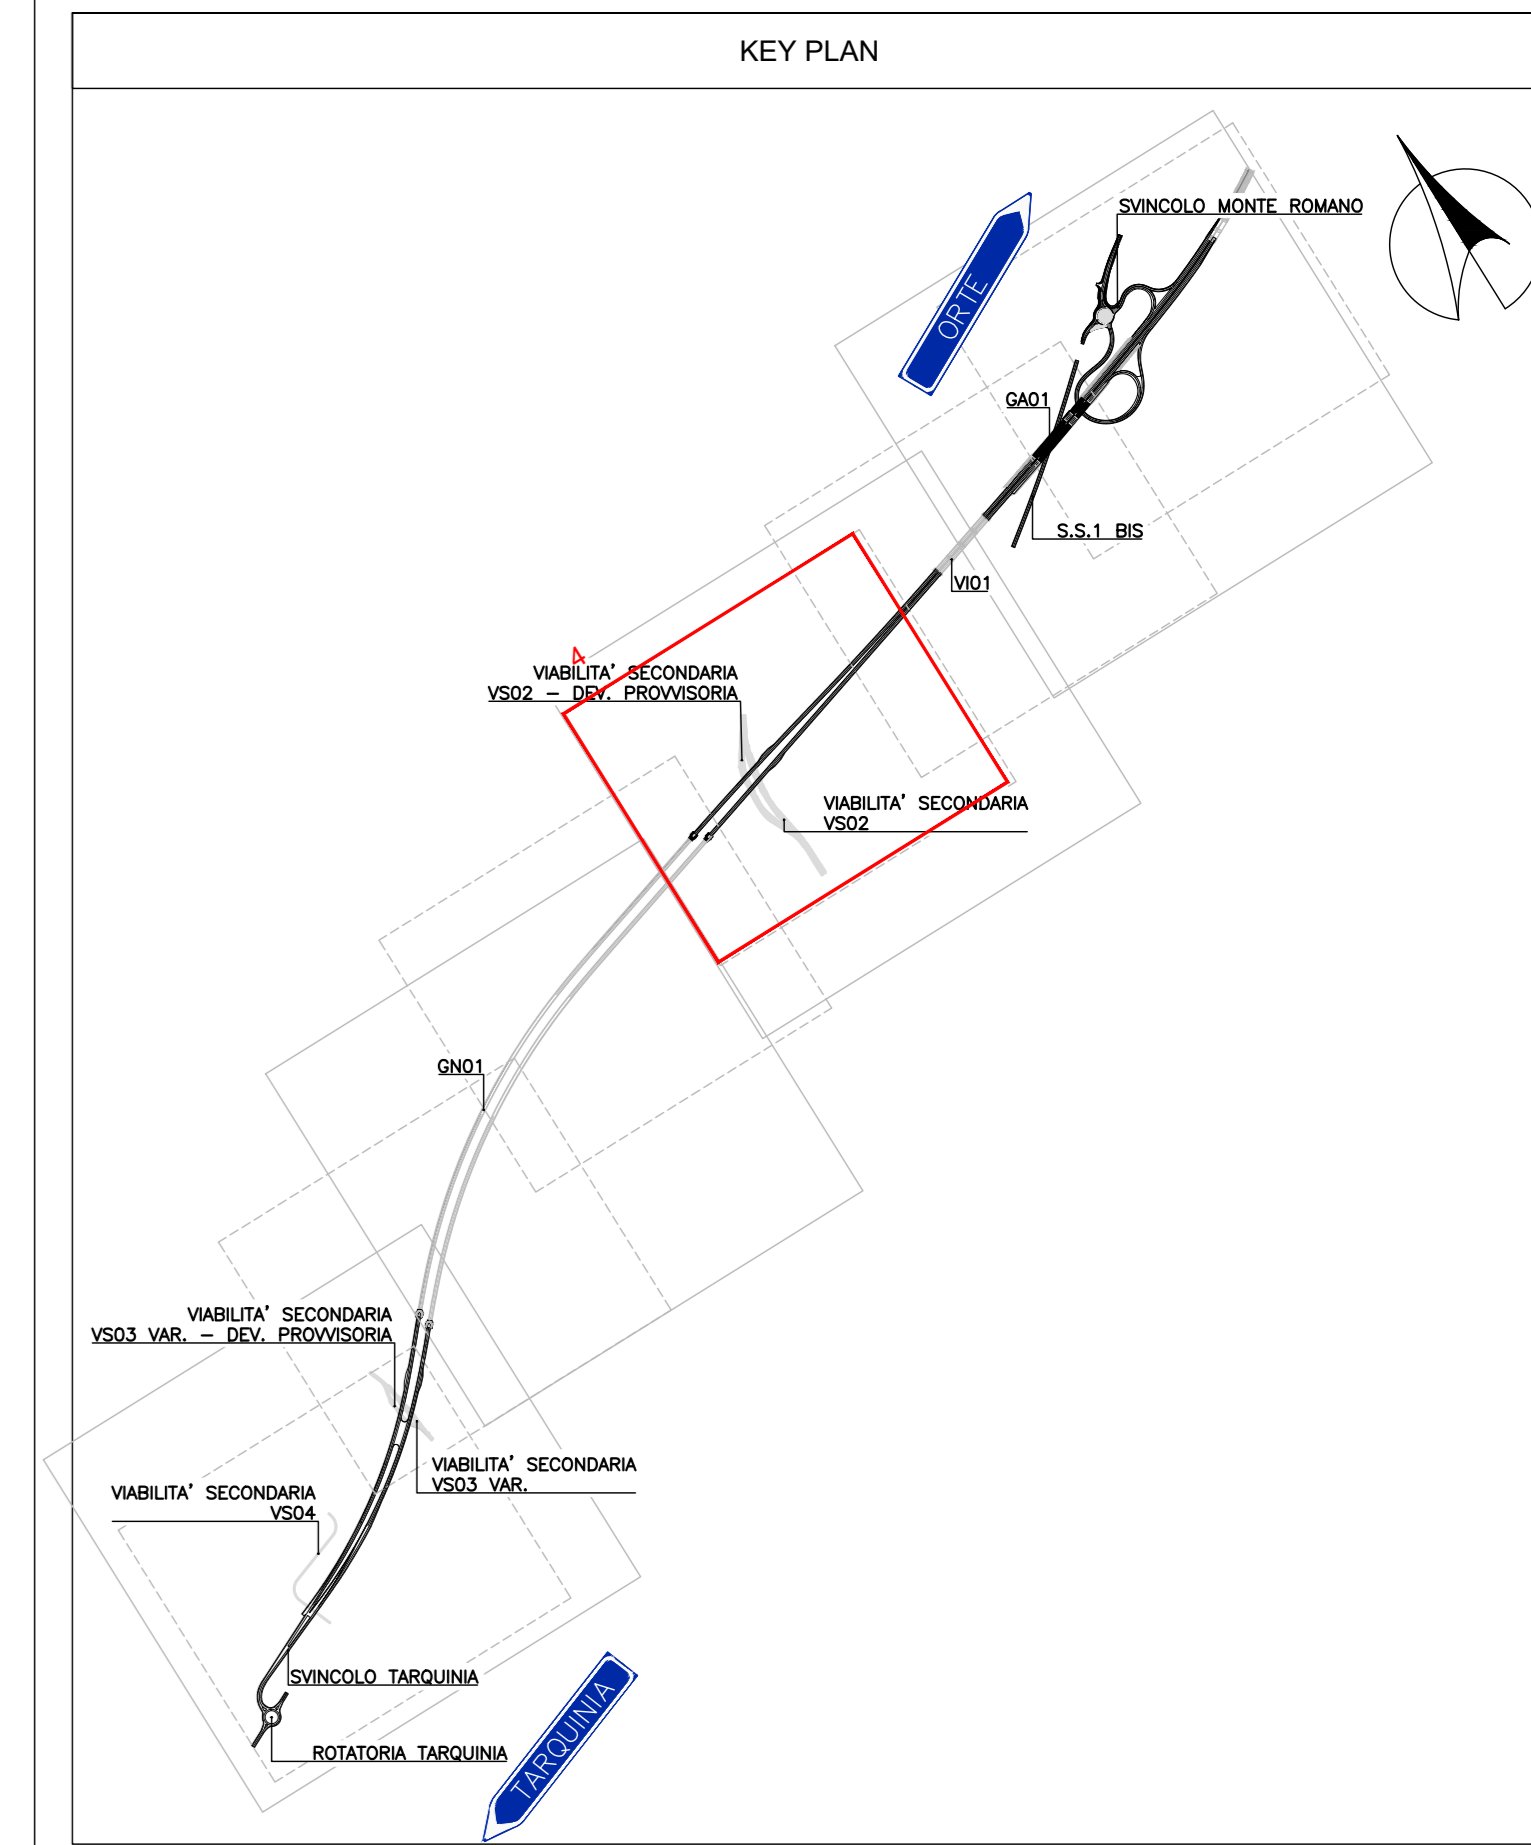 KEY PLAN
SVINCOLO MONTE ROMANO
ORTE
GA01
S.S.1 BIS
VI01
4
VIABILITA' SECONDARIA
VS02 – DEV. PROVVISORIA
VIABILITA' SECONDARIA
VS02
GN01
VIABILITA' SECONDARIA
VS03 VAR. – DEV. PROVVISORIA
VIABILITA' SECONDARIA
VS03 VAR.
VIABILITA' SECONDARIA
VS04
SVINCOLO TARQUINIA
TARQUINIA
ROTATORIA TARQUINIA